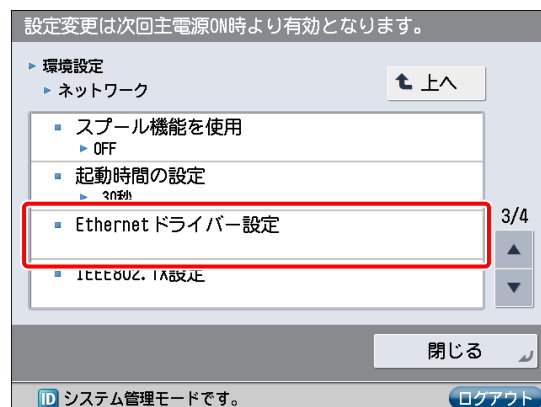 設定変更は次回主電源ON時より有効となります。
環境設定
ネットワーク
上へ
スプール機能を使用
OFF
起動時間の設定
30秒
Ethernetドライバー設定
3/4
IEEE802.1X設定
閉じる
ID システム管理モードです。
ログアウト